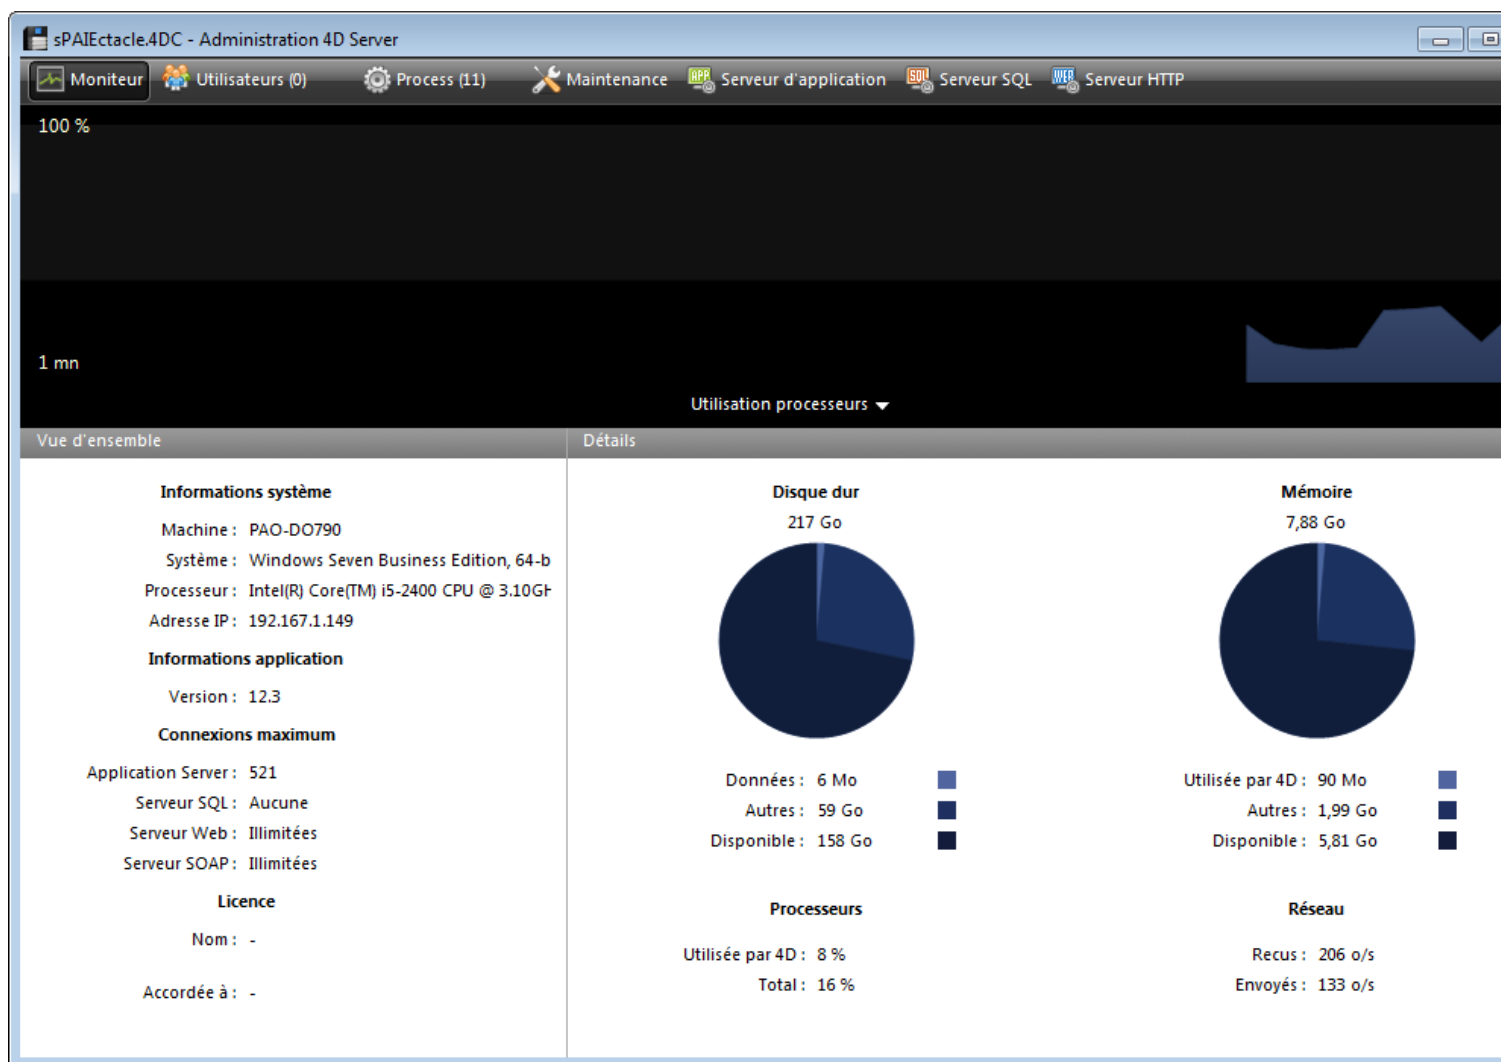 sPAIEctacle.4DC - Administration 4D Server
Moniteur Utilisateurs (0) Process (11) Maintenance Serveur d'application Serveur SQL Serveur HTTP
100 %
1 mn
Utilisation processeurs
Vue d'ensemble
Détails
Informations système
Machine : PAO-DO790
Système : Windows Seven Business Edition, 64-b
Processeur : Intel(R) Core(TM) i5-2400 CPU @ 3.10GH
Adresse IP : 192.167.1.149
Informations application
Version : 12.3
Connexions maximum
Application Server : 521
Serveur SQL : Aucune
Serveur Web : Illimitées
Serveur SOAP : Illimitées
Licence
Nom : -
Accordée à : -
Disque dur
217 Go
Données : 6 Mo
Autres : 59 Go
Disponible : 158 Go
Mémoire
7,88 Go
Utilisée par 4D : 90 Mo
Autres : 1,99 Go
Disponible : 5,81 Go
Processeurs
Utilisée par 4D : 8 %
Total : 16 %
Réseau
Recus : 206 o/s
Envoyés : 133 o/s